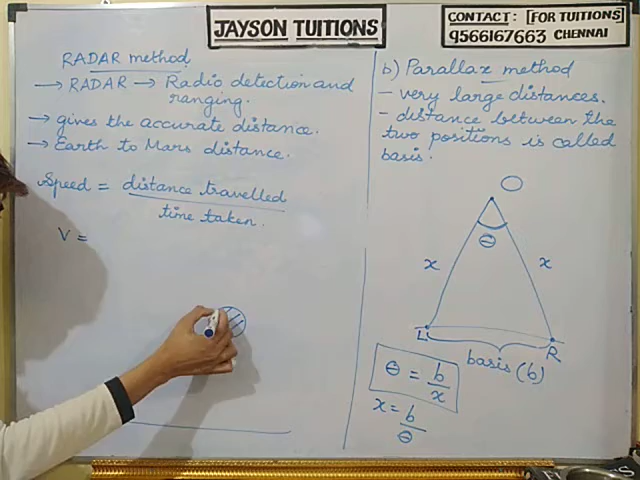 JAYSON TUITIONS
CONTACT: [FOR TUITIONS]
9566167663 CHENNAI
RADAR method
→ RADAR → Radio detection and
ranging.
→ gives the accurate distance.
→ Earth to Mars distance.
Speed = distance travelled
time taken.
V =
b) Parallax method
- very large distances.
- distance between the
two positions is called
basis.
θ
x x
L R
basis (b)
θ = b
x
x = b
θ